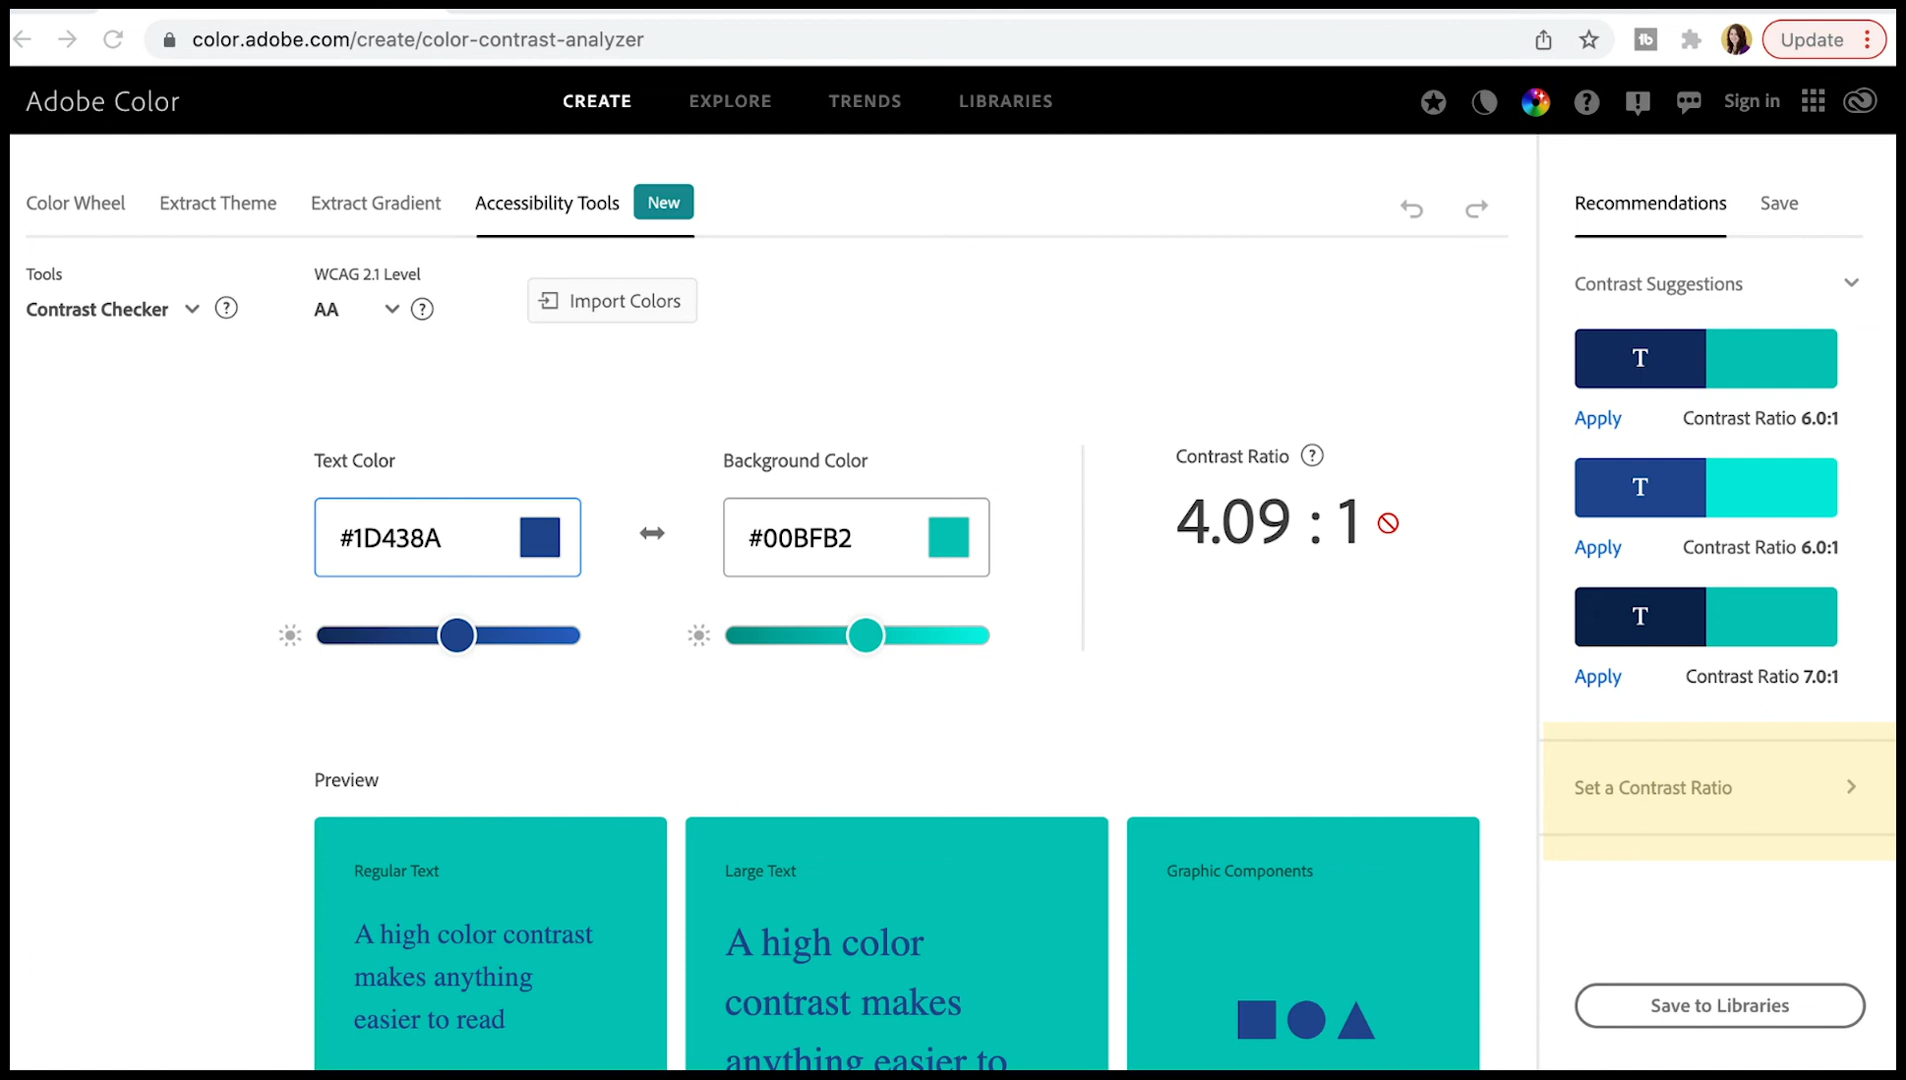 color.adobe.com/create/color-contrast-analyzer
Update
Adobe Color
CREATE
EXPLORE
TRENDS
LIBRARIES
Sign in
Color Wheel
Extract Theme
Extract Gradient
Accessibility Tools
New
Recommendations
Save
Tools
Contrast Checker
WCAG 2.1 Level
AA
Import Colors
Contrast Suggestions
T
Apply
Contrast Ratio 6.0:1
T
Apply
Contrast Ratio 6.0:1
T
Apply
Contrast Ratio 7.0:1
Text Color
#1D438A
Background Color
#00BFB2
Contrast Ratio
4.09 : 1
Set a Contrast Ratio
Preview
Regular Text
A high color contrast
makes anything
easier to read
Large Text
A high color
contrast makes
anything easier to
Graphic Components
Save to Libraries